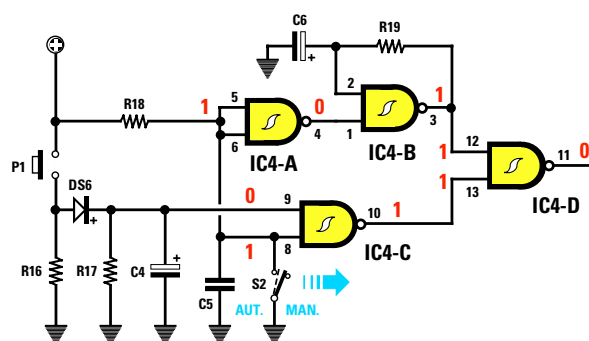 C6
R19
+
R18
1
5
6
0
4
IC4-A
2
1
1
3
IC4-B
P1
1
12
1
13
11
0
IC4-D
DS6
+
0
9
10
1
IC4-C
1
8
R16
R17
C4
+
C5
S2
AUT.
MAN.